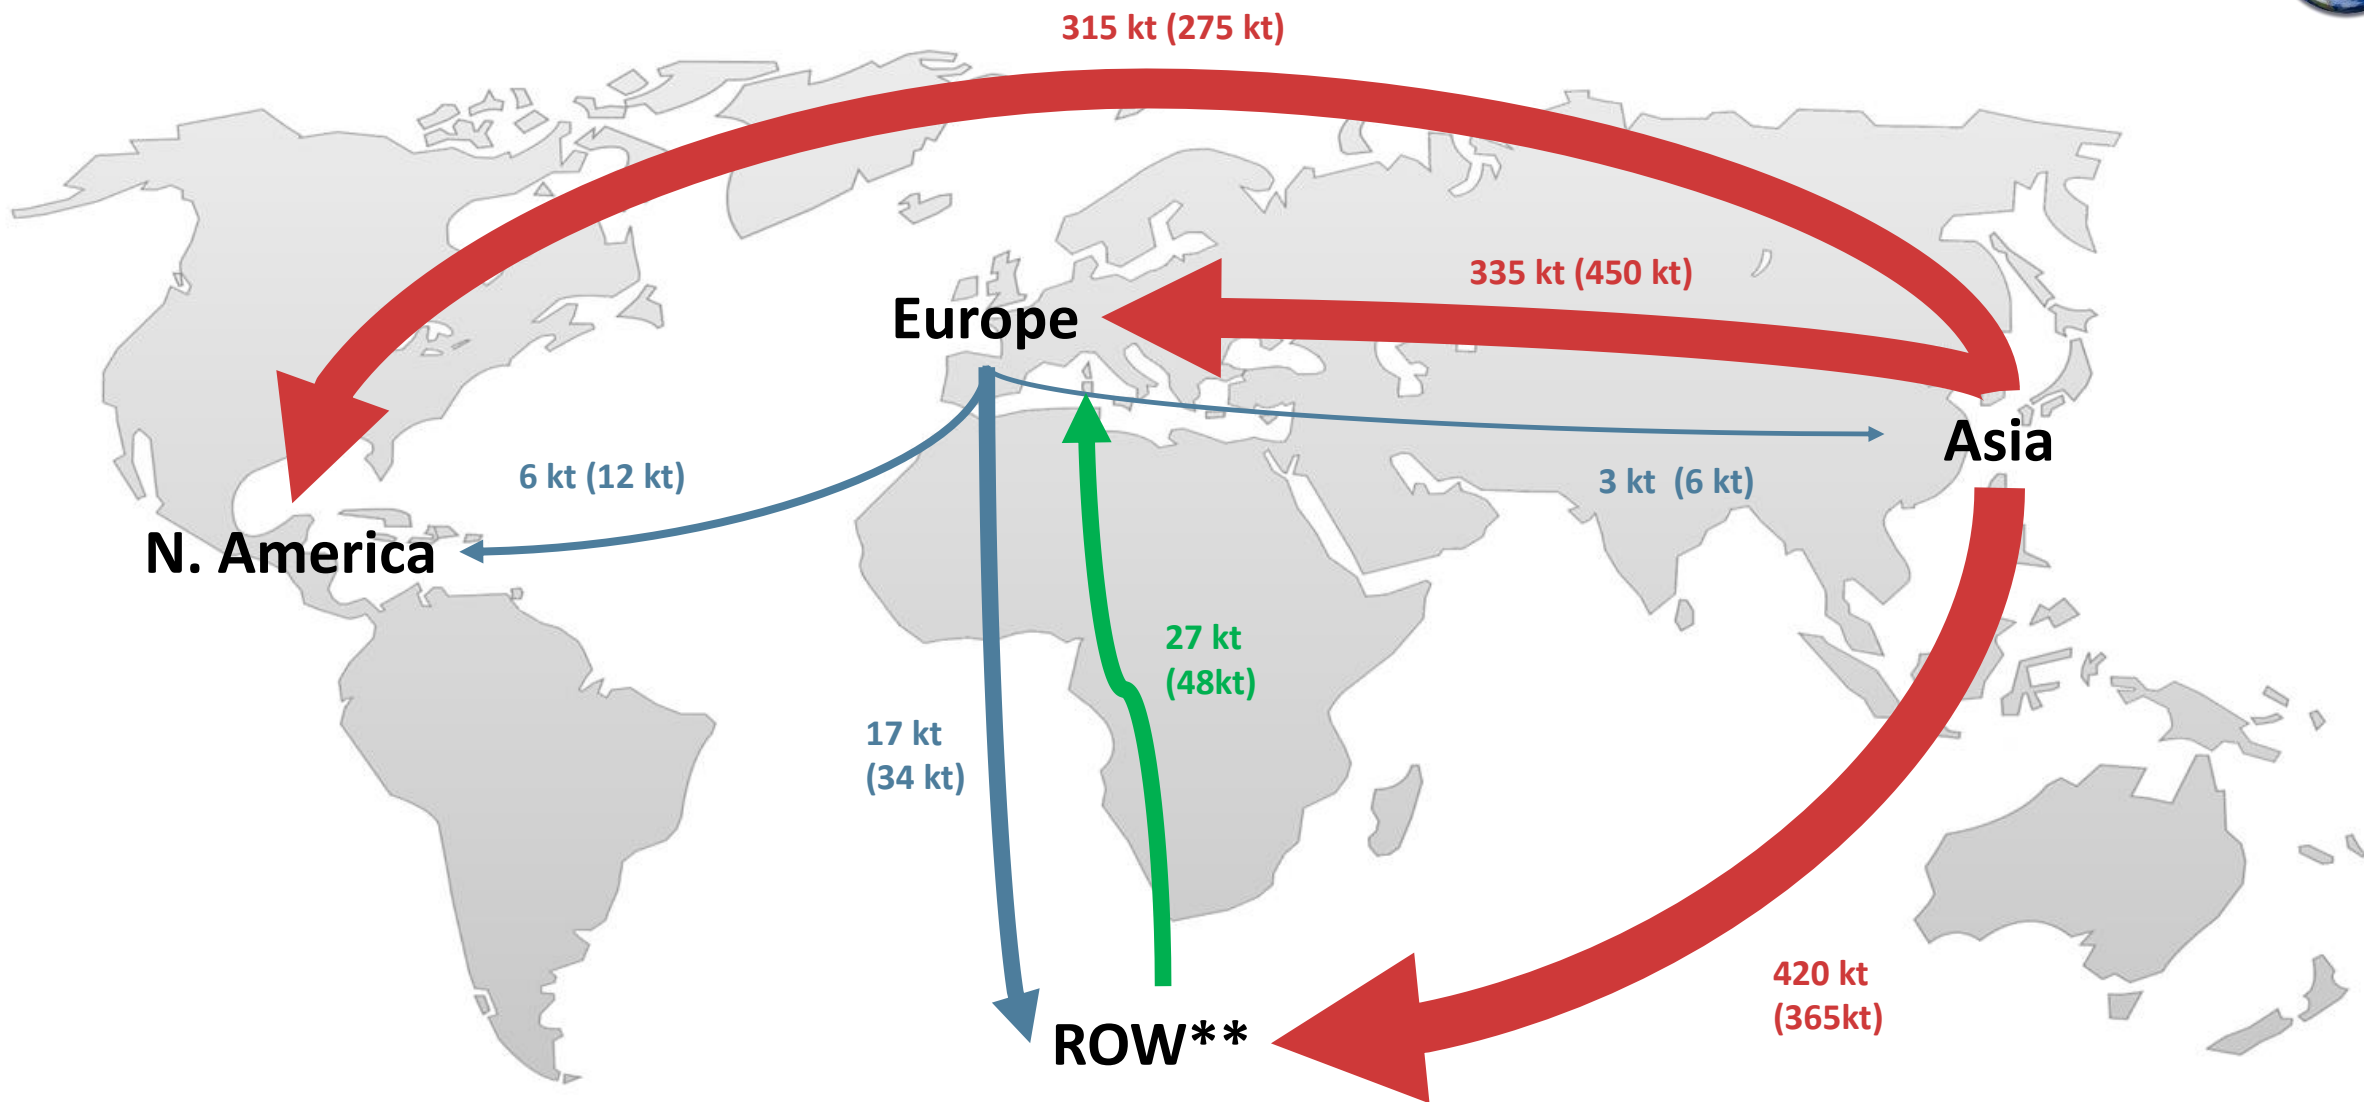 315 kt (275 kt)
335 kt (450 kt)
Europe
Asia
6 kt (12 kt)
3 kt  (6 kt)
N. America
27 kt
(48kt)
17 kt
(34 kt)
420 kt
(365kt)
ROW**